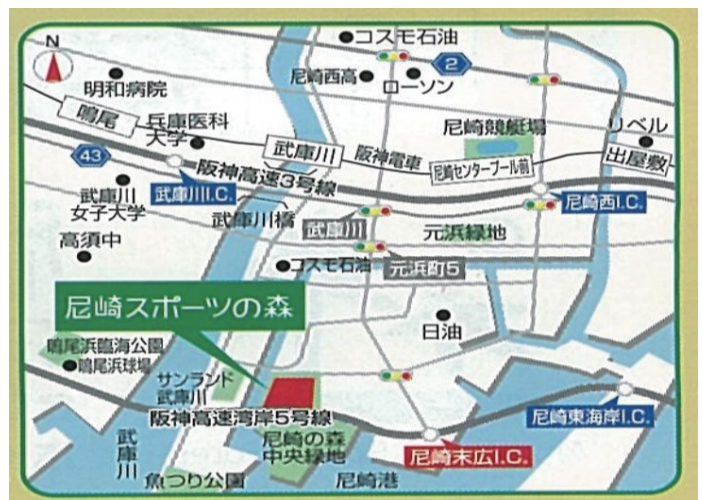 N
コスモ石油
2
尼崎西高
ローソン
明和病院
鳴尾
兵庫医科
大学
武庫川
阪神電車
尼崎競艇場
尼崎センタープール前
リベル
出屋敷
43
阪神高速3号線
武庫川I.C.
武庫川
女子大学
武庫川橋
武庫川
元浜緑地
尼崎西I.C.
高須中
コスモ石油
元浜町5
尼崎スポーツの森
日油
鳴尾浜臨海公園
鳴尾浜球場
サンランド
武庫川
阪神高速湾岸5号線
尼崎東海岸I.C.
武庫川
尼崎の森
中央緑地
尼崎末広I.C.
魚つり公園
尼崎港